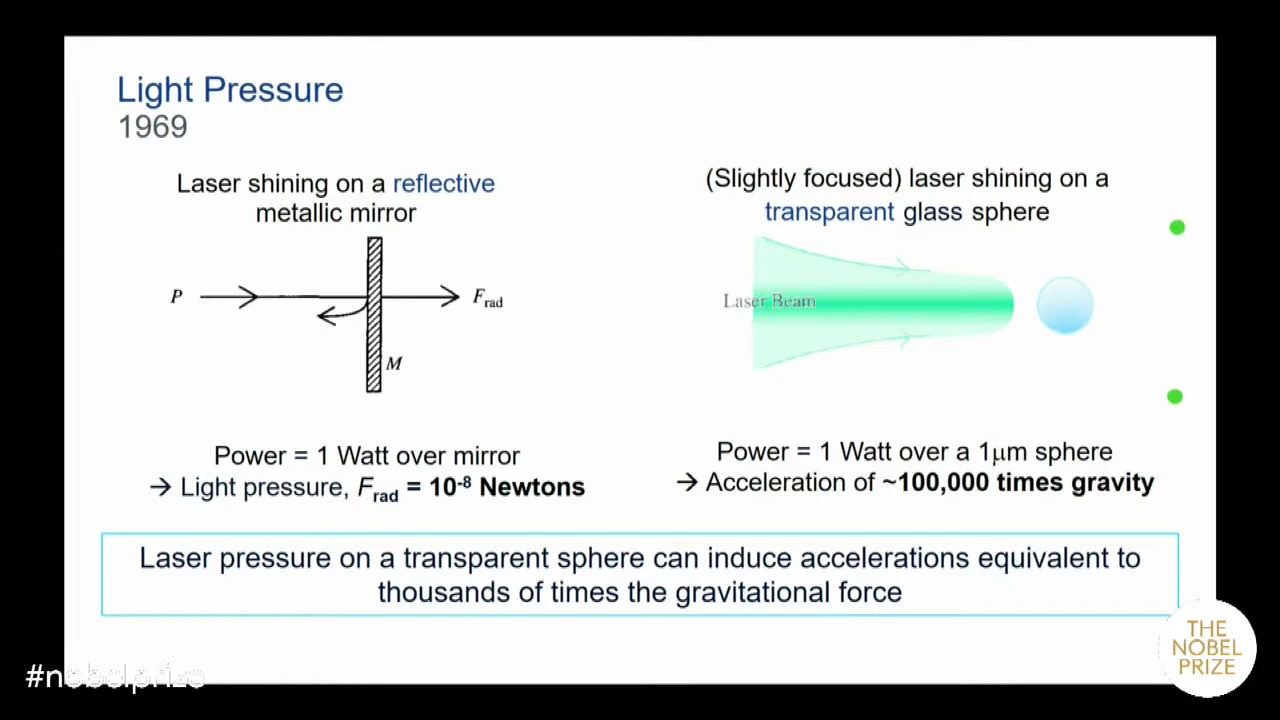 Light Pressure
1969
Laser shining on a reflective
metallic mirror
P
F_rad
M
Power = 1 Watt over mirror
→ Light pressure, F_rad = 10^-8 Newtons
(Slightly focused) laser shining on a
transparent glass sphere
Laser Beam
Power = 1 Watt over a 1μm sphere
→ Acceleration of ~100,000 times gravity
Laser pressure on a transparent sphere can induce accelerations equivalent to
thousands of times the gravitational force
#nobelprize
THE
NOBEL
PRIZE